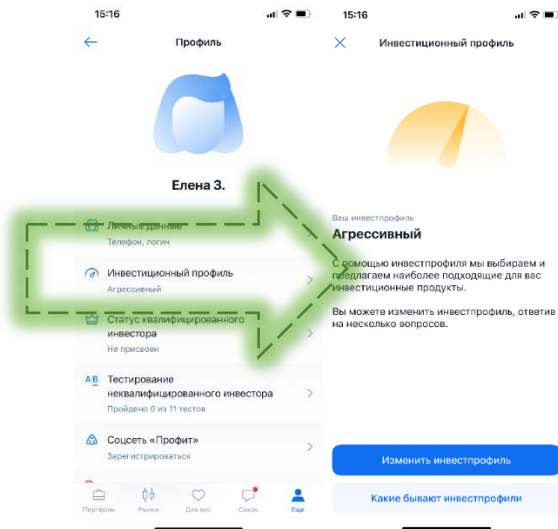 15:16
Профиль
Елена З.
Личные данные
Телефон, логин
Инвестиционный профиль
Агрессивный
Статус квалифицированного
инвестора
Не присвоен
АВ Тестирование
неквалифицированного инвестора
Пройдено 0 из 11 тестов
Соцсеть «Профит»
Зарегистрироваться
Портфель
Рынки
Для вас
Связь
Еще
15:16
Инвестиционный профиль
Ваш инвестпрофиль
Агрессивный
С помощью инвестпрофиля мы выбираем и
предлагаем наиболее подходящие для вас
инвестиционные продукты.
Вы можете изменить инвестпрофиль, ответив
на несколько вопросов.
Изменить инвестпрофиль
Какие бывают инвестпрофили